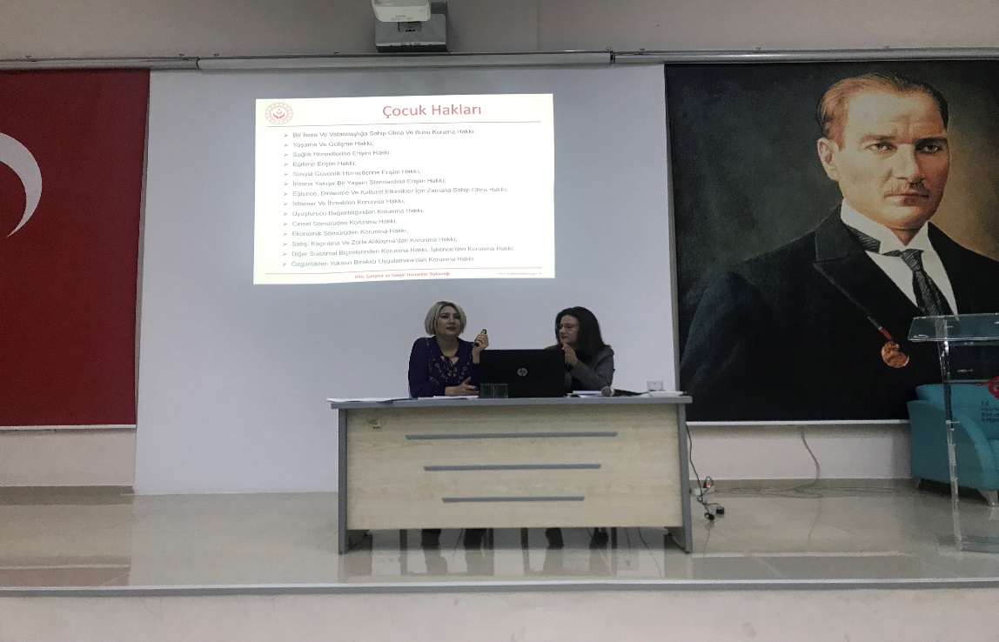 Çocuk Hakları
Bir İsme Ve Vatandaşlığa Sahip Olma Ve Bunu Koruma Hakkı;
Yaşama Ve Gelişme Hakkı;
Sağlık Hizmetlerine Erişim Hakkı;
Eğitime Erişim Hakkı;
Sosyal Güvenlik Hizmetlerine Erişim Hakkı;
İnsana Yakışır Bir Yaşam Standardına Erişim Hakkı;
Eğlence, Dinlenme Ve Kültürel Etkinlikler İçin Zamana Sahip Olma Hakkı;
İstismar Ve İhmalden Korunma Hakkı;
Uyuşturucu Bağımlılığından Korunma Hakkı;
Cinsel Sömürüden Korunma Hakkı;
Ekonomik Sömürüden Korunma Hakkı;
Satış, Kaçırılma Ve Zorla Alıkoyma'dan Korunma Hakkı;
Diğer Suistimal Biçimlerinden Korunma Hakkı; İşkence'den Korunma Hakkı;
Özgürlükten Yoksun Bırakıcı Uygulamalardan Korunma Hakkı
Aile, Çalışma ve Sosyal Hizmetler Bakanlığı
hp
T.C.